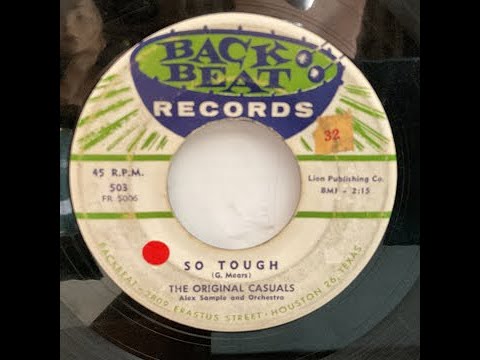 BACK BEAT
RECORDS
32
45 R.P.M.
503
FR 5006
Lion Publishing Co.
BMI - 2:15
SO TOUGH
(G. Mears)
THE ORIGINAL CASUALS
Alex Sample and Orchestra
BACKBEAT - 2809 ERASTUS STREET - HOUSTON 26, TEXAS